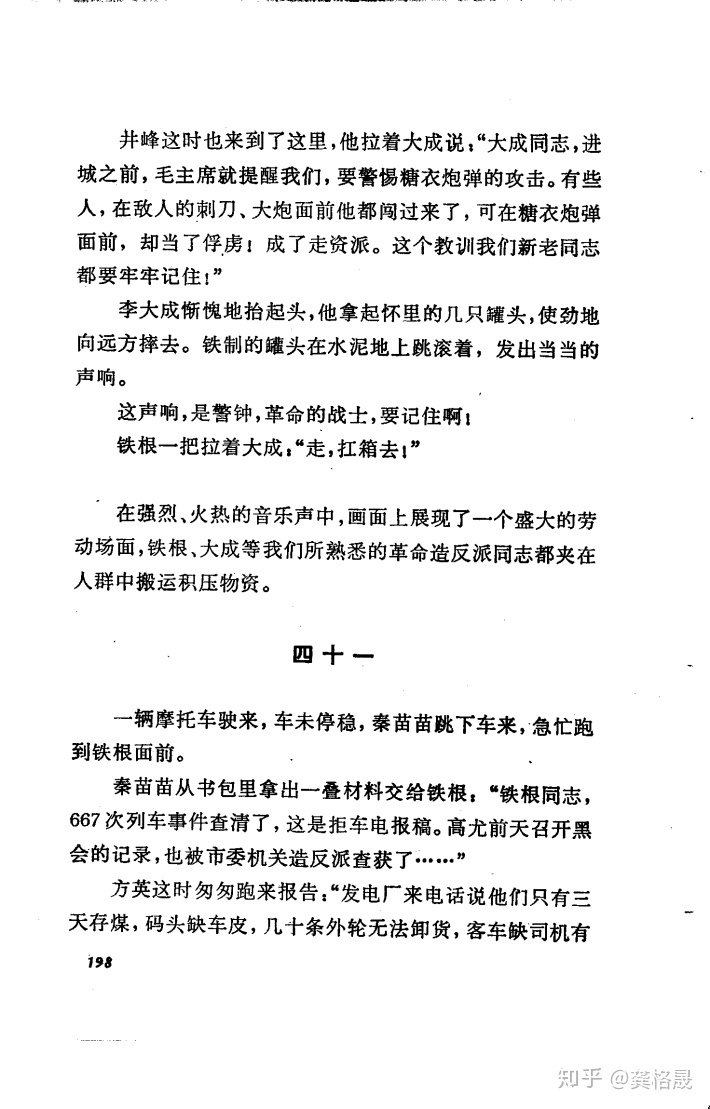 井峰这时也来到了这里，他拉着大成说：“大成同志，进
城之前，毛主席就提醒我们，要警惕糖衣炮弹的攻击。有些
人，在敌人的刺刀、大炮面前他都闯过来了，可在糖衣炮弹
面前，却当了俘虏！成了走资派。这个教训我们新老同志
都要牢牢记住！”
李大成惭愧地抬起头，他拿起怀里的几只罐头，使劲地
向远方摔去。铁制的罐头在水泥地上跳滚着，发出当当的
声响。
这声响，是警钟，革命的战士，要记住啊！
铁根一把拉着大成：“走，扛箱去！”
在强烈、火热的音乐声中，画面上展现了一个盛大的劳
动场面，铁根、大成等我们所熟悉的革命造反派同志都夹在
人群中搬运积压物资。
四十一
一辆摩托车驶来，车未停稳，秦苗苗跳下车来，急忙跑
到铁根面前。
秦苗苗从书包里拿出一叠材料交给铁根：“铁根同志，
667次列车事件查清了，这是拒车电报稿。高尤前天召开黑
会的记录，也被市委机关造反派查获了……”
方英这时匆匆跑来报告：“发电厂来电话说他们只有三
天存煤，码头缺车皮，几十条外轮无法卸货，客车缺司机有
198
知乎 @龚格晟